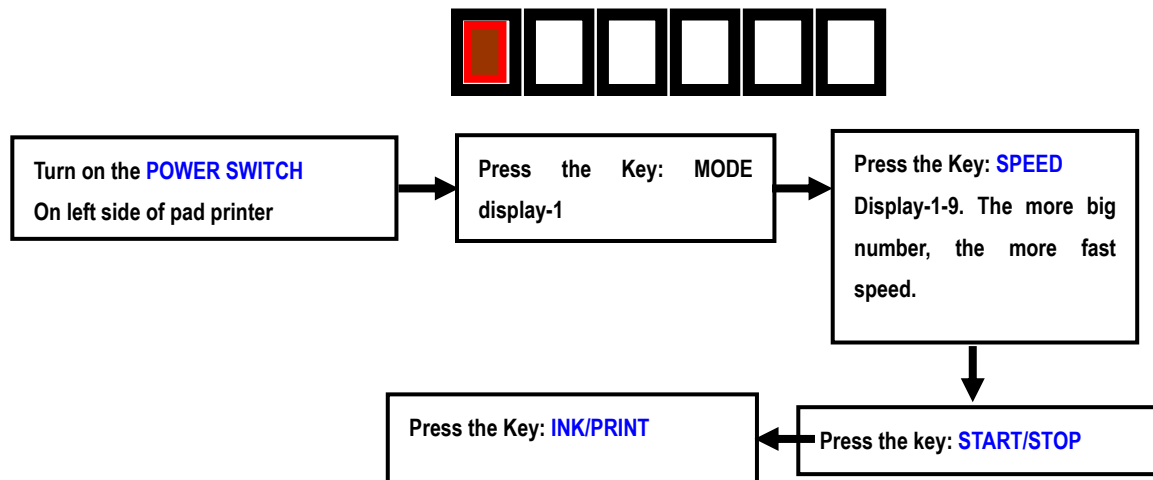 Turn on the POWER SWITCH
On left side of pad printer
Press the Key: MODE
display-1
Press the Key: SPEED
Display-1-9. The more big
number, the more fast
speed.
Press the key: START/STOP
Press the Key: INK/PRINT